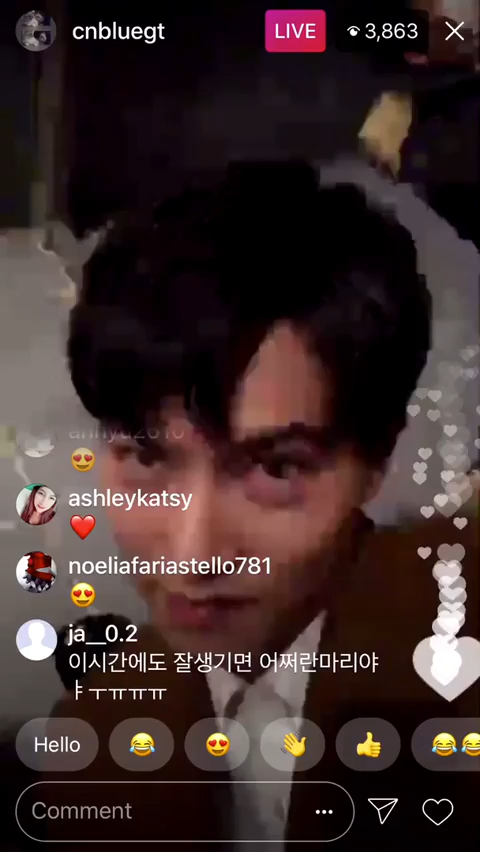 cnbluegt
LIVE
3,863
annyu2610
😍
ashleykatsy
❤️
noeliafariastello781
😍
ja__0.2
이시간에도 잘생기면 어쩌란마리야
ㅑㅜㅠㅠㅠ
Hello 😂 😍 👋 👍 😂😂
Comment